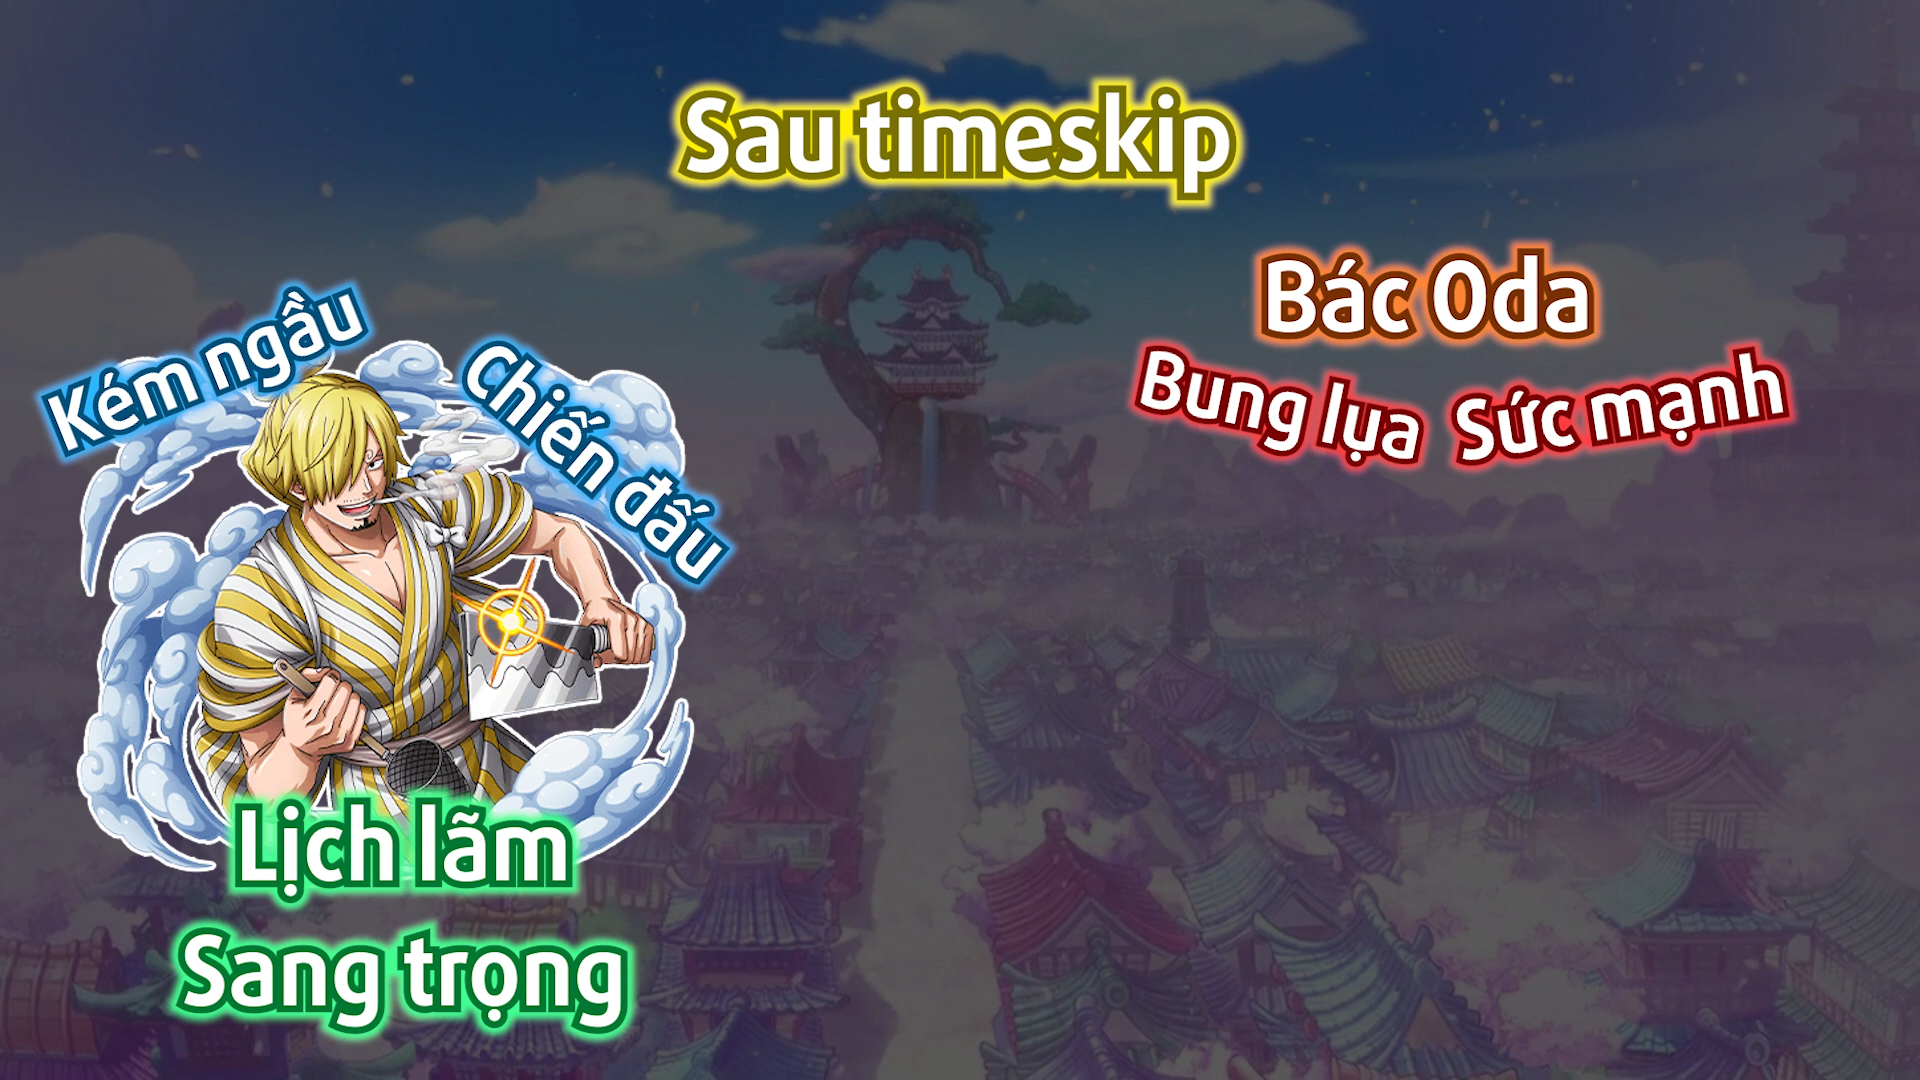 Sau timeskip
Bác Oda
Bung lụa
Sức mạnh
Kém ngầu
Chiến đấu
Lịch lãm
Sang trọng